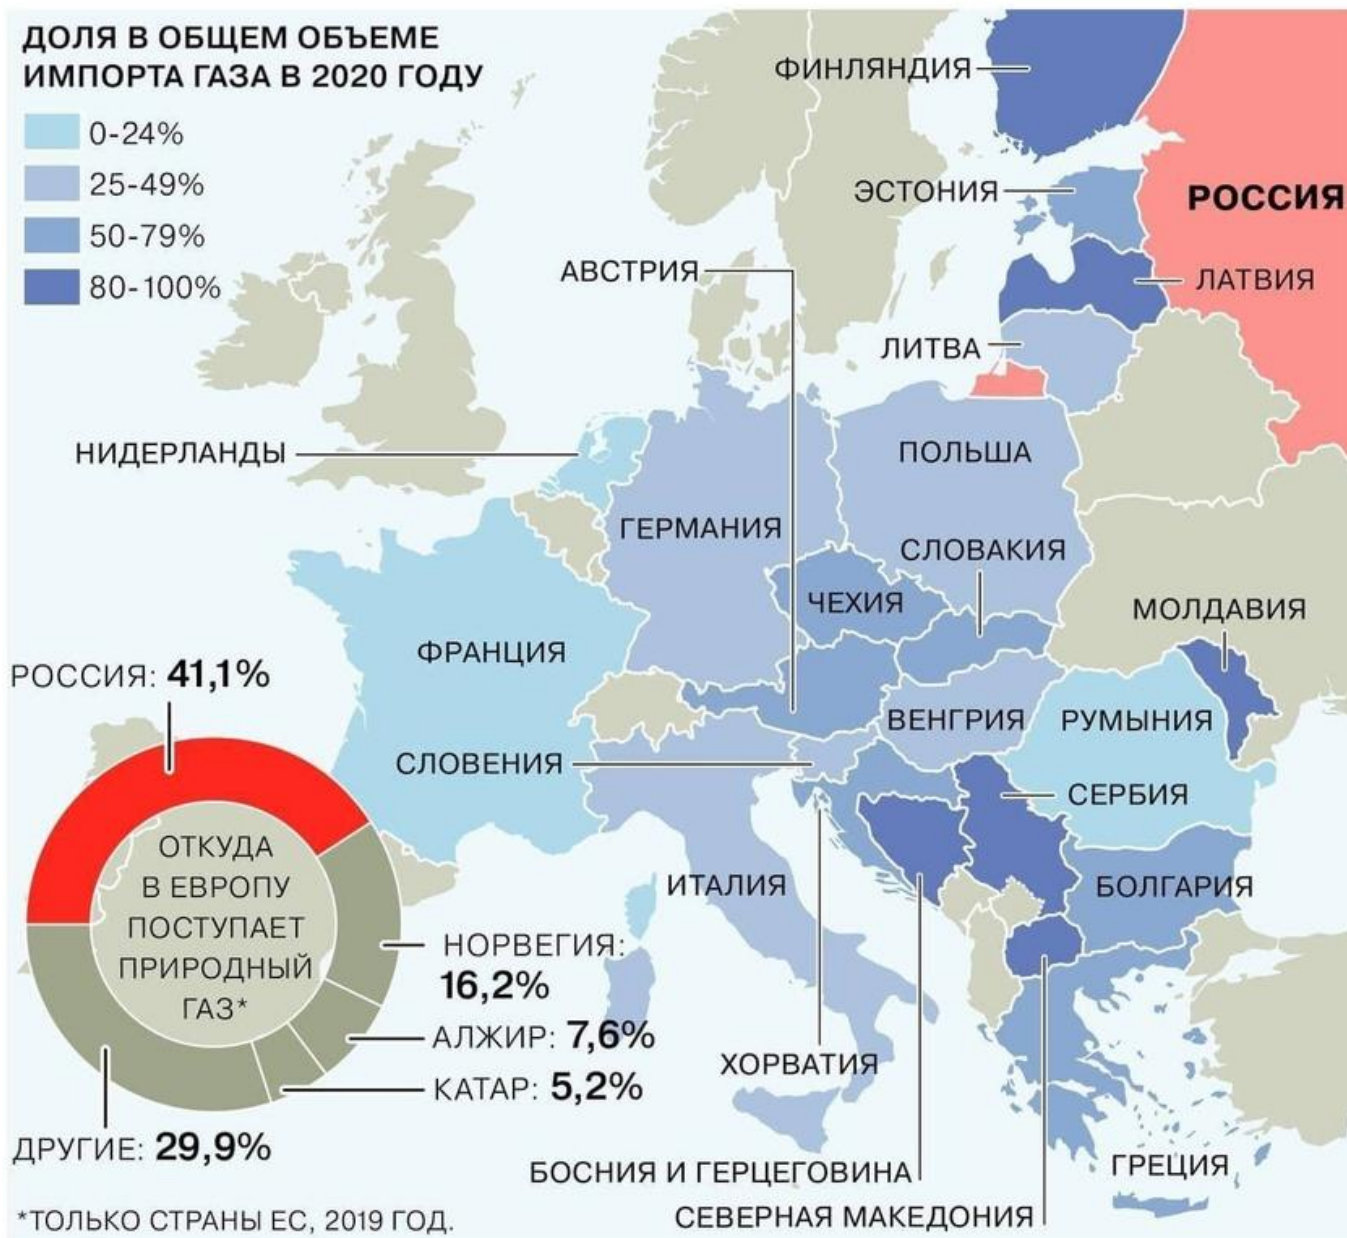 ДОЛЯ В ОБЩЕМ ОБЪЕМЕ
ИМПОРТА ГАЗА В 2020 ГОДУ
0-24%
25-49%
50-79%
80-100%
ФИНЛЯНДИЯ
ЭСТОНИЯ
РОССИЯ
АВСТРИЯ
ЛАТВИЯ
ЛИТВА
НИДЕРЛАНДЫ
ПОЛЬША
ГЕРМАНИЯ
СЛОВАКИЯ
ЧЕХИЯ
МОЛДАВИЯ
ФРАНЦИЯ
РОССИЯ: 41,1%
ВЕНГРИЯ
РУМЫНИЯ
СЛОВЕНИЯ
СЕРБИЯ
ОТКУДА
В ЕВРОПУ
ПОСТУПАЕТ
ПРИРОДНЫЙ
ГАЗ*
ИТАЛИЯ
БОЛГАРИЯ
НОРВЕГИЯ:
16,2%
АЛЖИР: 7,6%
КАТАР: 5,2%
ХОРВАТИЯ
ДРУГИЕ: 29,9%
БОСНИЯ И ГЕРЦЕГОВИНА
ГРЕЦИЯ
СЕВЕРНАЯ МАКЕДОНИЯ
*ТОЛЬКО СТРАНЫ ЕС, 2019 ГОД.